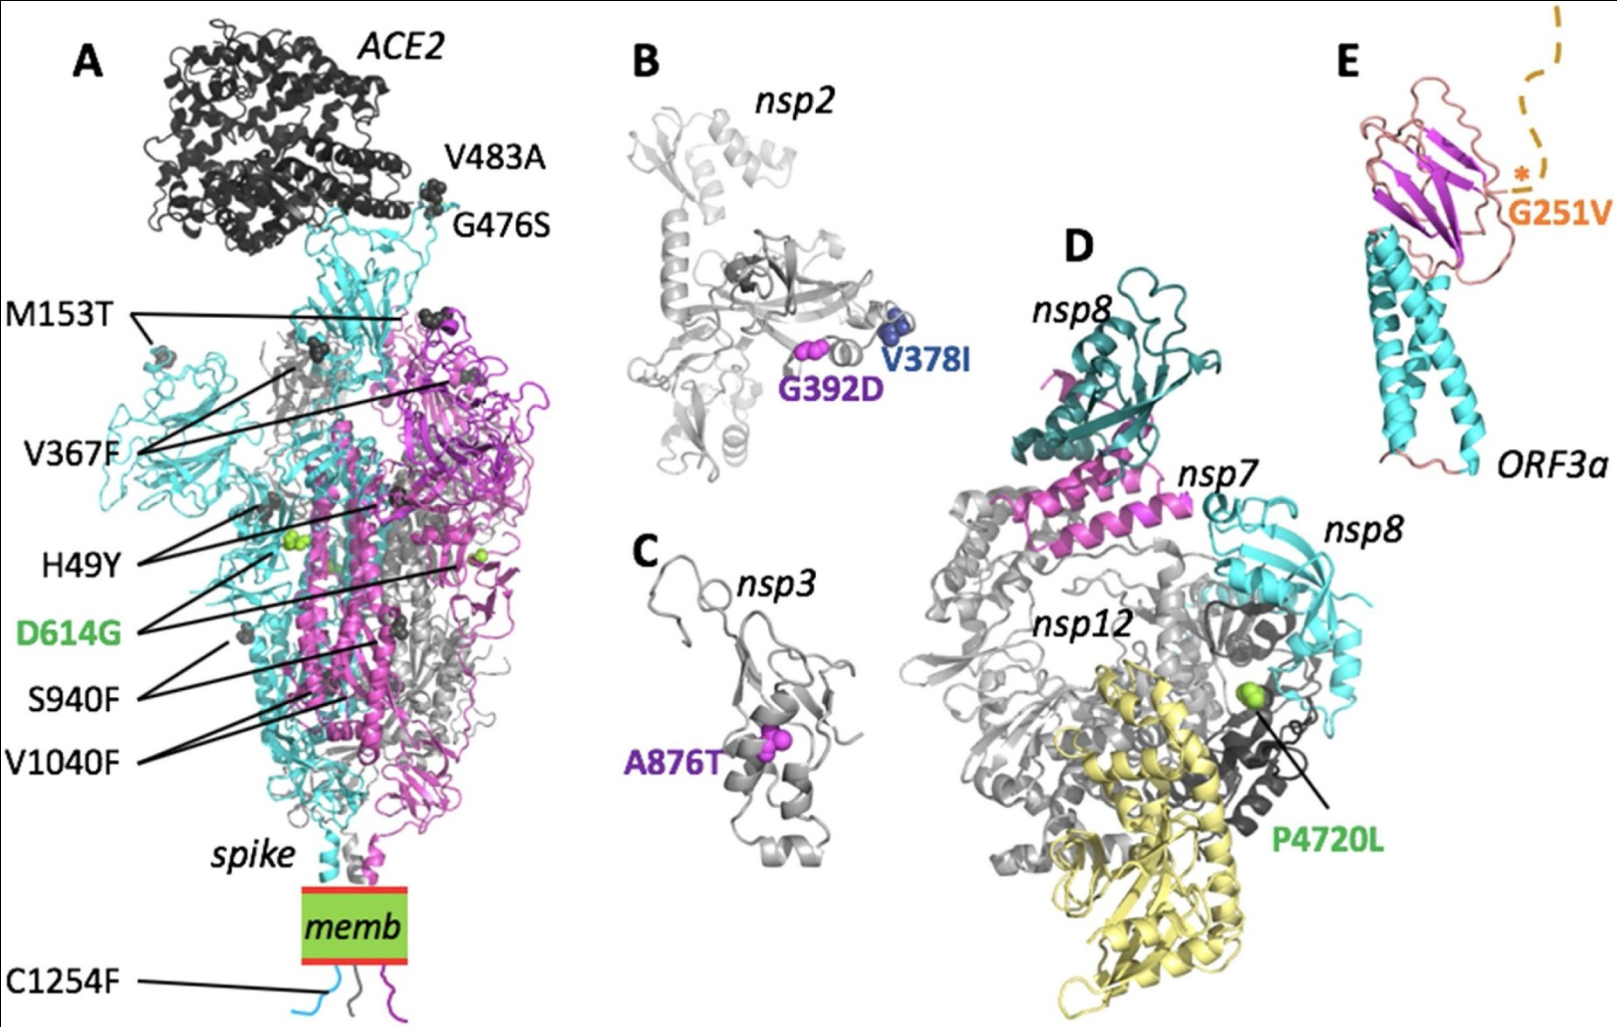 A
ACE2
V483A
G476S
M153T
V367F
H49Y
D614G
S940F
V1040F
spike
memb
C1254F
B
nsp2
V378I
G392D
C
nsp3
A876T
D
nsp8
nsp7
nsp8
nsp12
P4720L
E
*
G251V
ORF3a